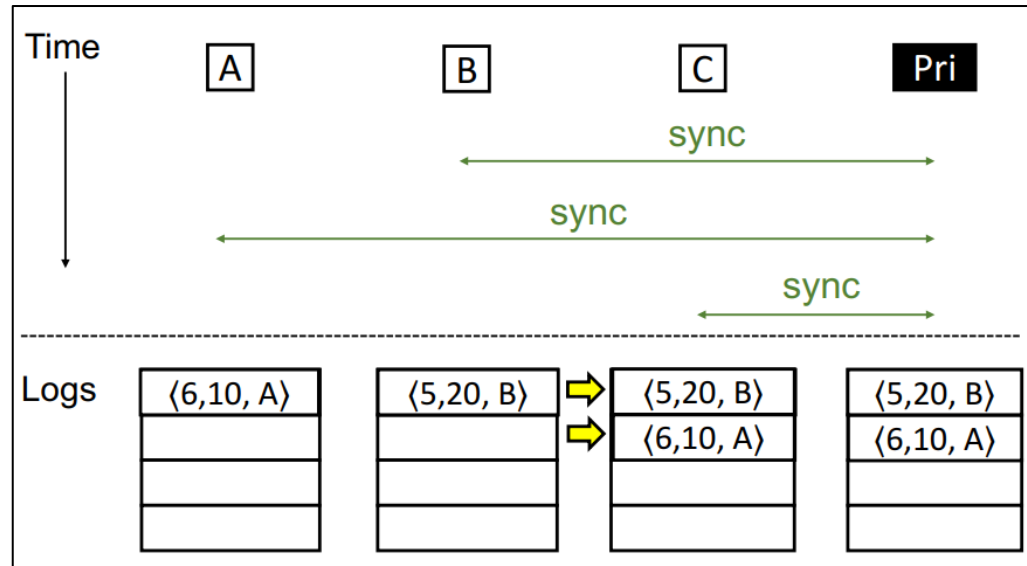 Time
A B C Pri
sync
sync
sync
Logs
⟨6,10, A⟩ ⟨5,20, B⟩ ⟨5,20, B⟩ ⟨5,20, B⟩
⟨6,10, A⟩ ⟨6,10, A⟩